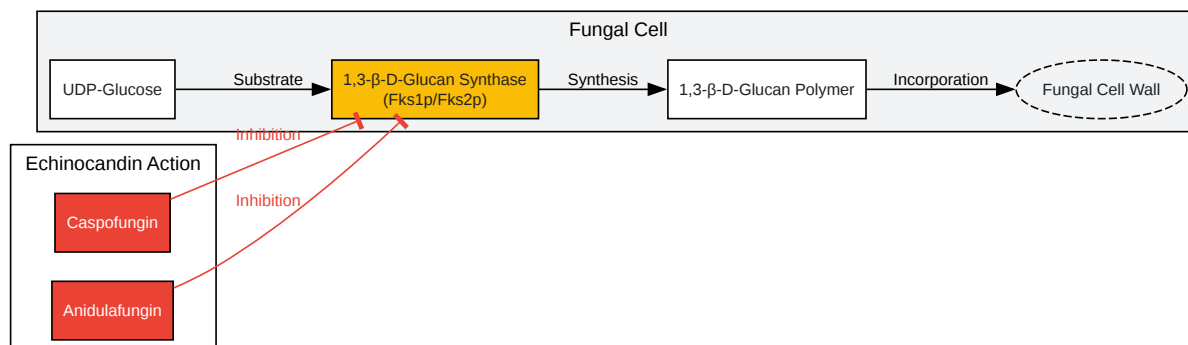 Fungal Cell
UDP-Glucose
Substrate
1,3-β-D-Glucan Synthase
(Fks1p/Fks2p)
Synthesis
1,3-β-D-Glucan Polymer
Incorporation
Fungal Cell Wall
Inhibition
Echinocandin Action
Caspofungin
Inhibition
Anidulafungin